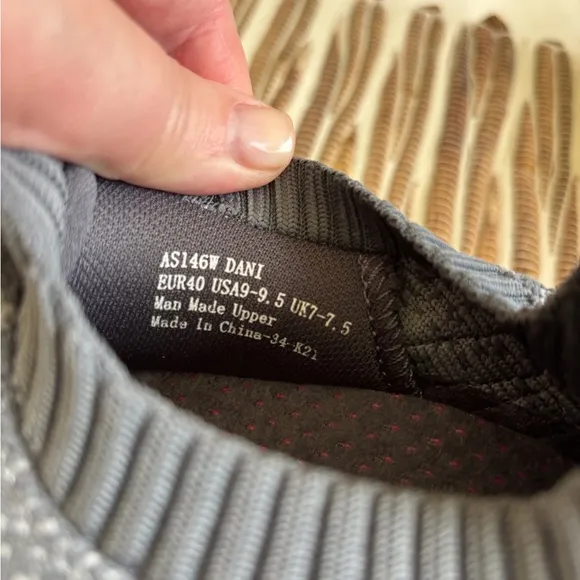 AS146W DANI
EUR40 USA9-9.5 UK7-7.5
Man Made Upper
Made In China-34-K21